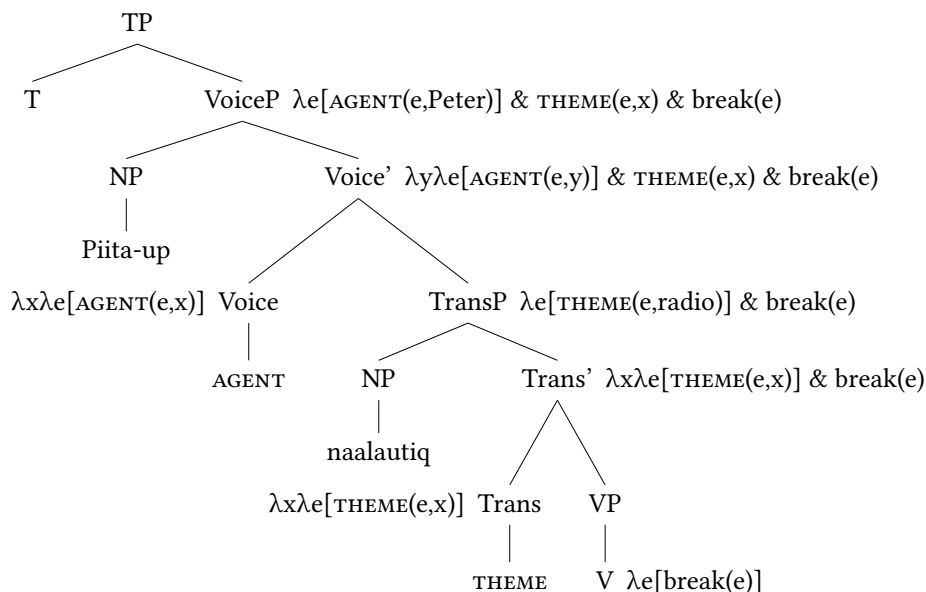 TP
T VoiceP λe[AGENT(e,Peter)] & THEME(e,x) & break(e)
NP Voice’ λyλe[AGENT(e,y)] & THEME(e,x) & break(e)
Piita-up
λxλe[AGENT(e,x)] Voice TransP λe[THEME(e,radio)] & break(e)
AGENT NP Trans’ λxλe[THEME(e,x)] & break(e)
naalautiq
λxλe[THEME(e,x)] Trans VP
THEME V λe[break(e)]